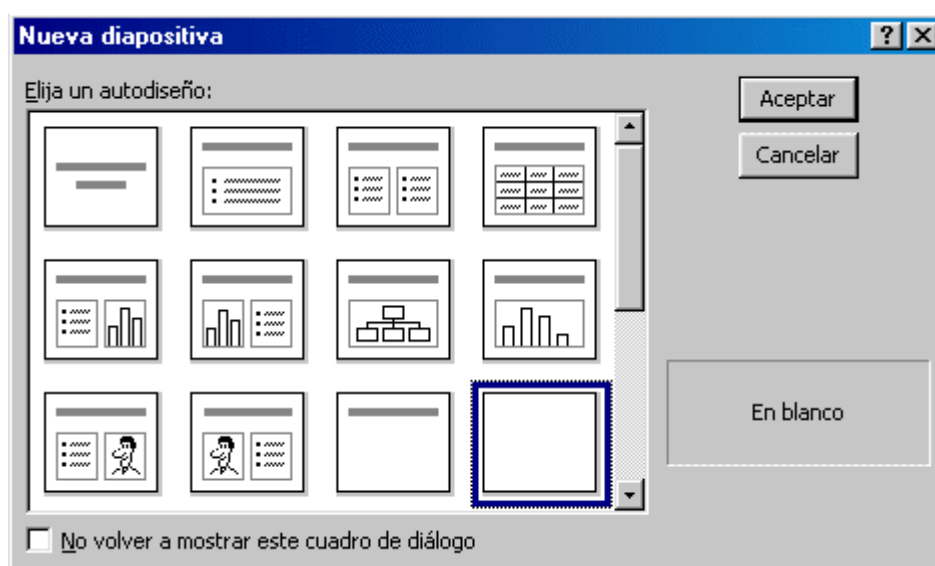 Nueva diapositiva
Elija un autodiseño:
Aceptar
Cancelar
En blanco
No volver a mostrar este cuadro de diálogo